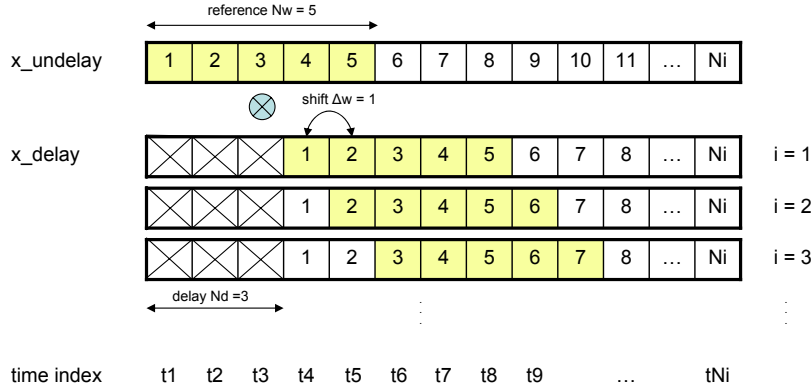 reference Nw = 5
x_undelay 1 2 3 4 5 6 7 8 9 10 11 … Ni
shift Δw = 1
x_delay 1 2 3 4 5 6 7 8 … Ni i = 1
1 2 3 4 5 6 7 8 … Ni i = 2
1 2 3 4 5 6 7 8 … Ni i = 3
delay Nd =3
time index t1 t2 t3 t4 t5 t6 t7 t8 t9 … tNi